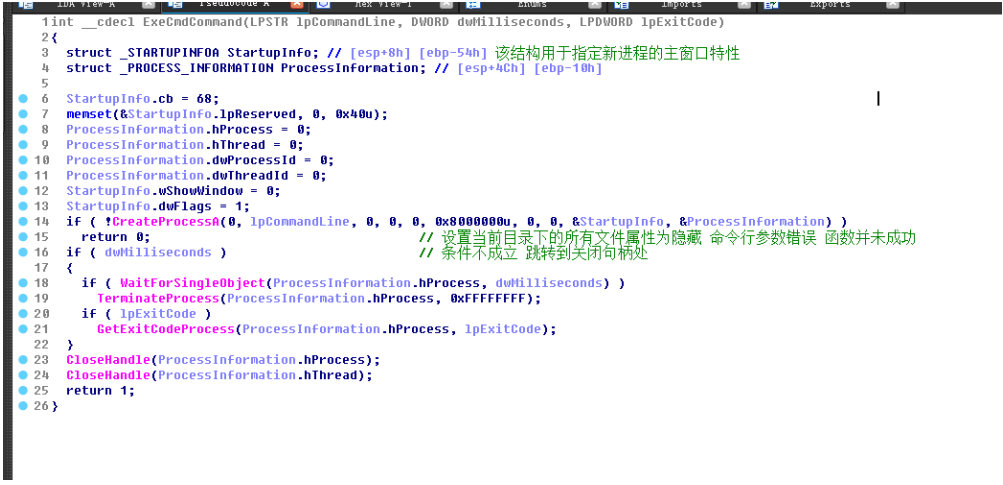 IDA View-A Pseudocode A Hex View-1 Enums Imports Exports
1 int __cdecl ExeCmdCommand(LPSTR lpCommandLine, DWORD dwMilliseconds, LPDWORD lpExitCode)
2 {
3 struct _STARTUPINFOA StartupInfo; // [esp+8h] [ebp-54h] 该结构用于指定新进程的主窗口特性
4 struct _PROCESS_INFORMATION ProcessInformation; // [esp+4Ch] [ebp-10h]
5
6 StartupInfo.cb = 68;
7 memset(&StartupInfo.lpReserved, 0, 0x40u);
8 ProcessInformation.hProcess = 0;
9 ProcessInformation.hThread = 0;
10 ProcessInformation.dwProcessId = 0;
11 ProcessInformation.dwThreadId = 0;
12 StartupInfo.wShowWindow = 0;
13 StartupInfo.dwFlags = 1;
14 if ( !CreateProcessA(0, lpCommandLine, 0, 0, 0, 0x8000000u, 0, 0, &StartupInfo, &ProcessInformation) )
15 return 0; // 设置当前目录下的所有文件属性为隐藏 命令行参数错误 函数并未成功
16 if ( dwMilliseconds ) // 条件不成立 跳转到关闭句柄处
17 {
18 if ( WaitForSingleObject(ProcessInformation.hProcess, dwMilliseconds) )
19 TerminateProcess(ProcessInformation.hProcess, 0xFFFFFFFF);
20 if ( lpExitCode )
21 GetExitCodeProcess(ProcessInformation.hProcess, lpExitCode);
22 }
23 CloseHandle(ProcessInformation.hProcess);
24 CloseHandle(ProcessInformation.hThread);
25 return 1;
26 }